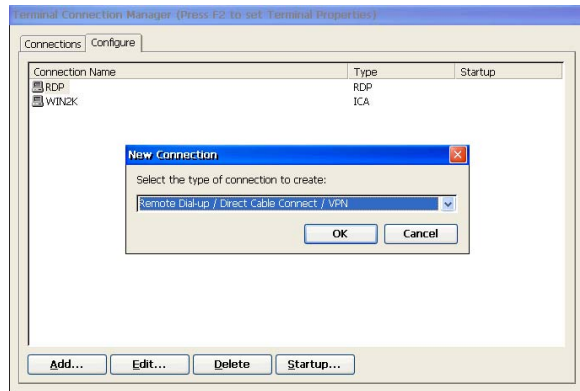 Terminal Connection Manager (Press F2 to set Terminal Properties)
Connections Configure
Connection Name Type Startup
RDP RDP
WIN2K ICA
New Connection
Select the type of connection to create:
Remote Dial-up / Direct Cable Connect / VPN
OK Cancel
Add... Edit... Delete Startup...